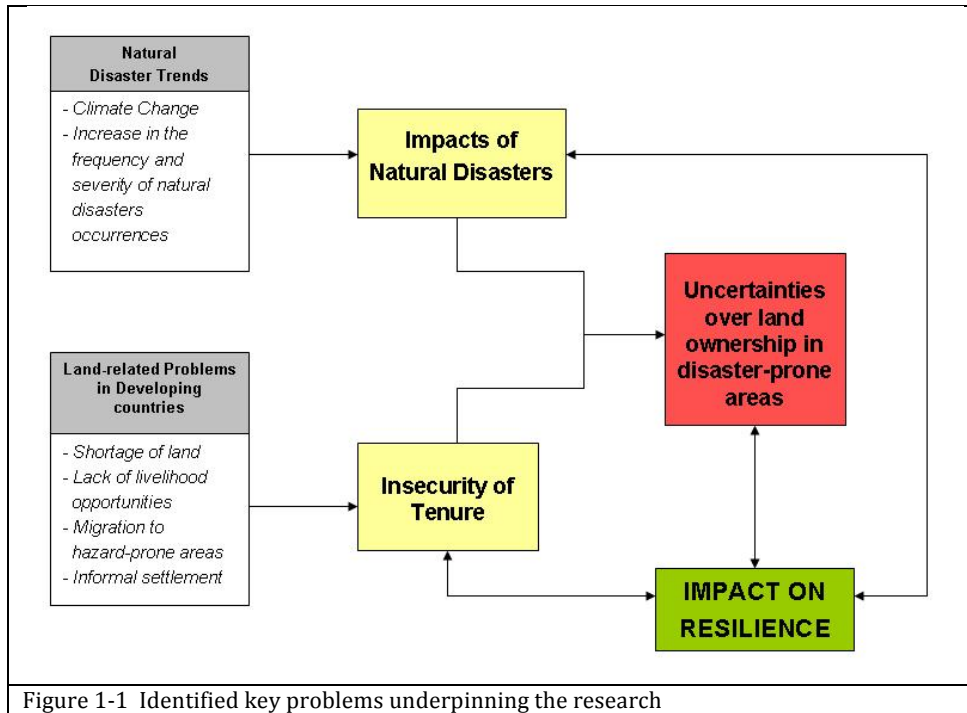 Natural
Disaster Trends
- Climate Change
- Increase in the
frequency and
severity of natural
disasters
occurrences
Impacts of
Natural Disasters
Uncertainties
over land
ownership in
disaster-prone
areas
Land-related Problems
in Developing
countries
- Shortage of land
- Lack of livelihood
opportunities
- Migration to
hazard-prone areas
- Informal settlement
Insecurity of
Tenure
IMPACT ON
RESILIENCE
Figure 1-1 Identified key problems underpinning the research